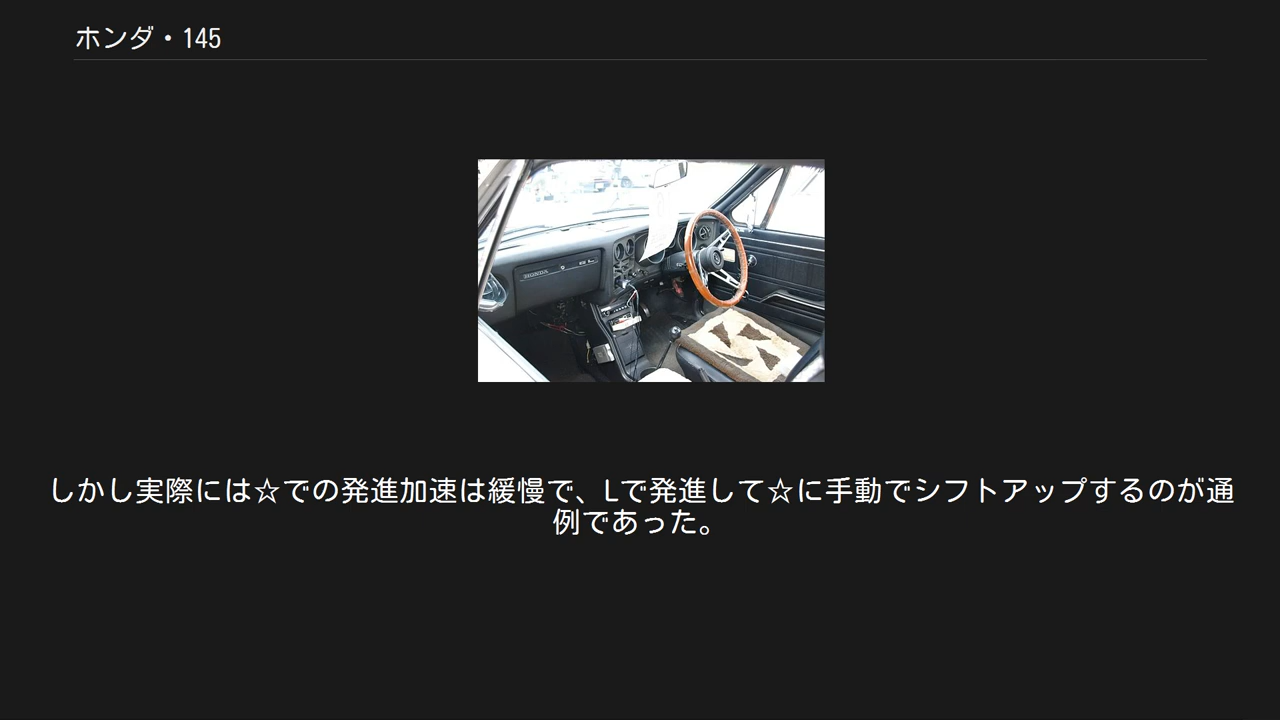 ホンダ・145
HONDA
しかし実際には☆での発進加速は緩慢で、Lで発進して☆に手動でシフトアップするのが通
例であった。